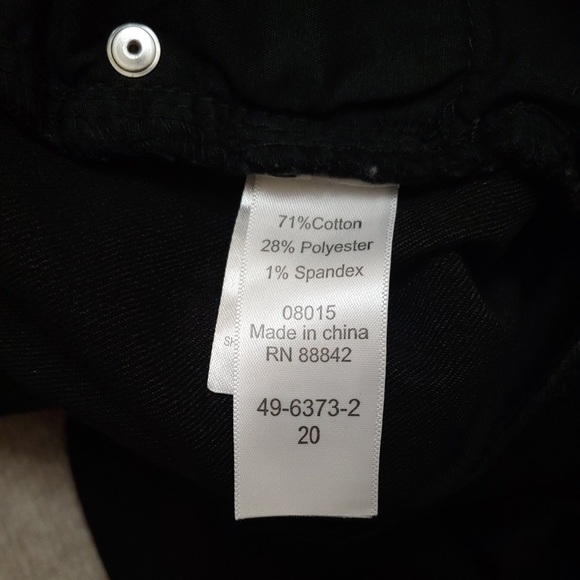 71%Cotton
28% Polyester
1% Spandex
08015
Made in china
RN 88842
49-6373-2
20